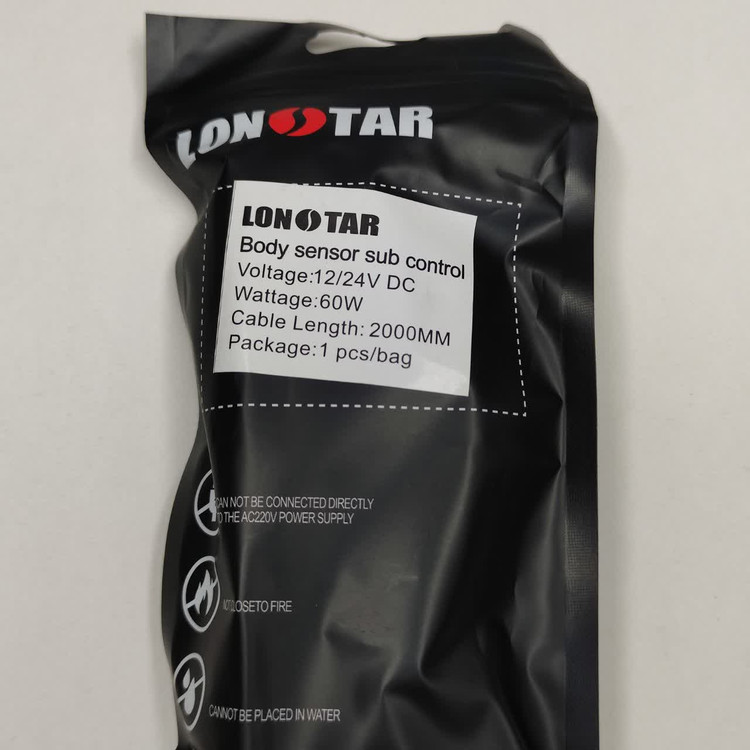 LONSTAR
LONSTAR
Body sensor sub control
Voltage:12/24V DC
Wattage:60W
Cable Length: 2000MM
Package:1 pcs/bag
CAN NOT BE CONNECTED DIRECTLY
TO THE AC220V POWER SUPPLY
NOT CLOSETO FIRE
CANNOT BE PLACED IN WATER